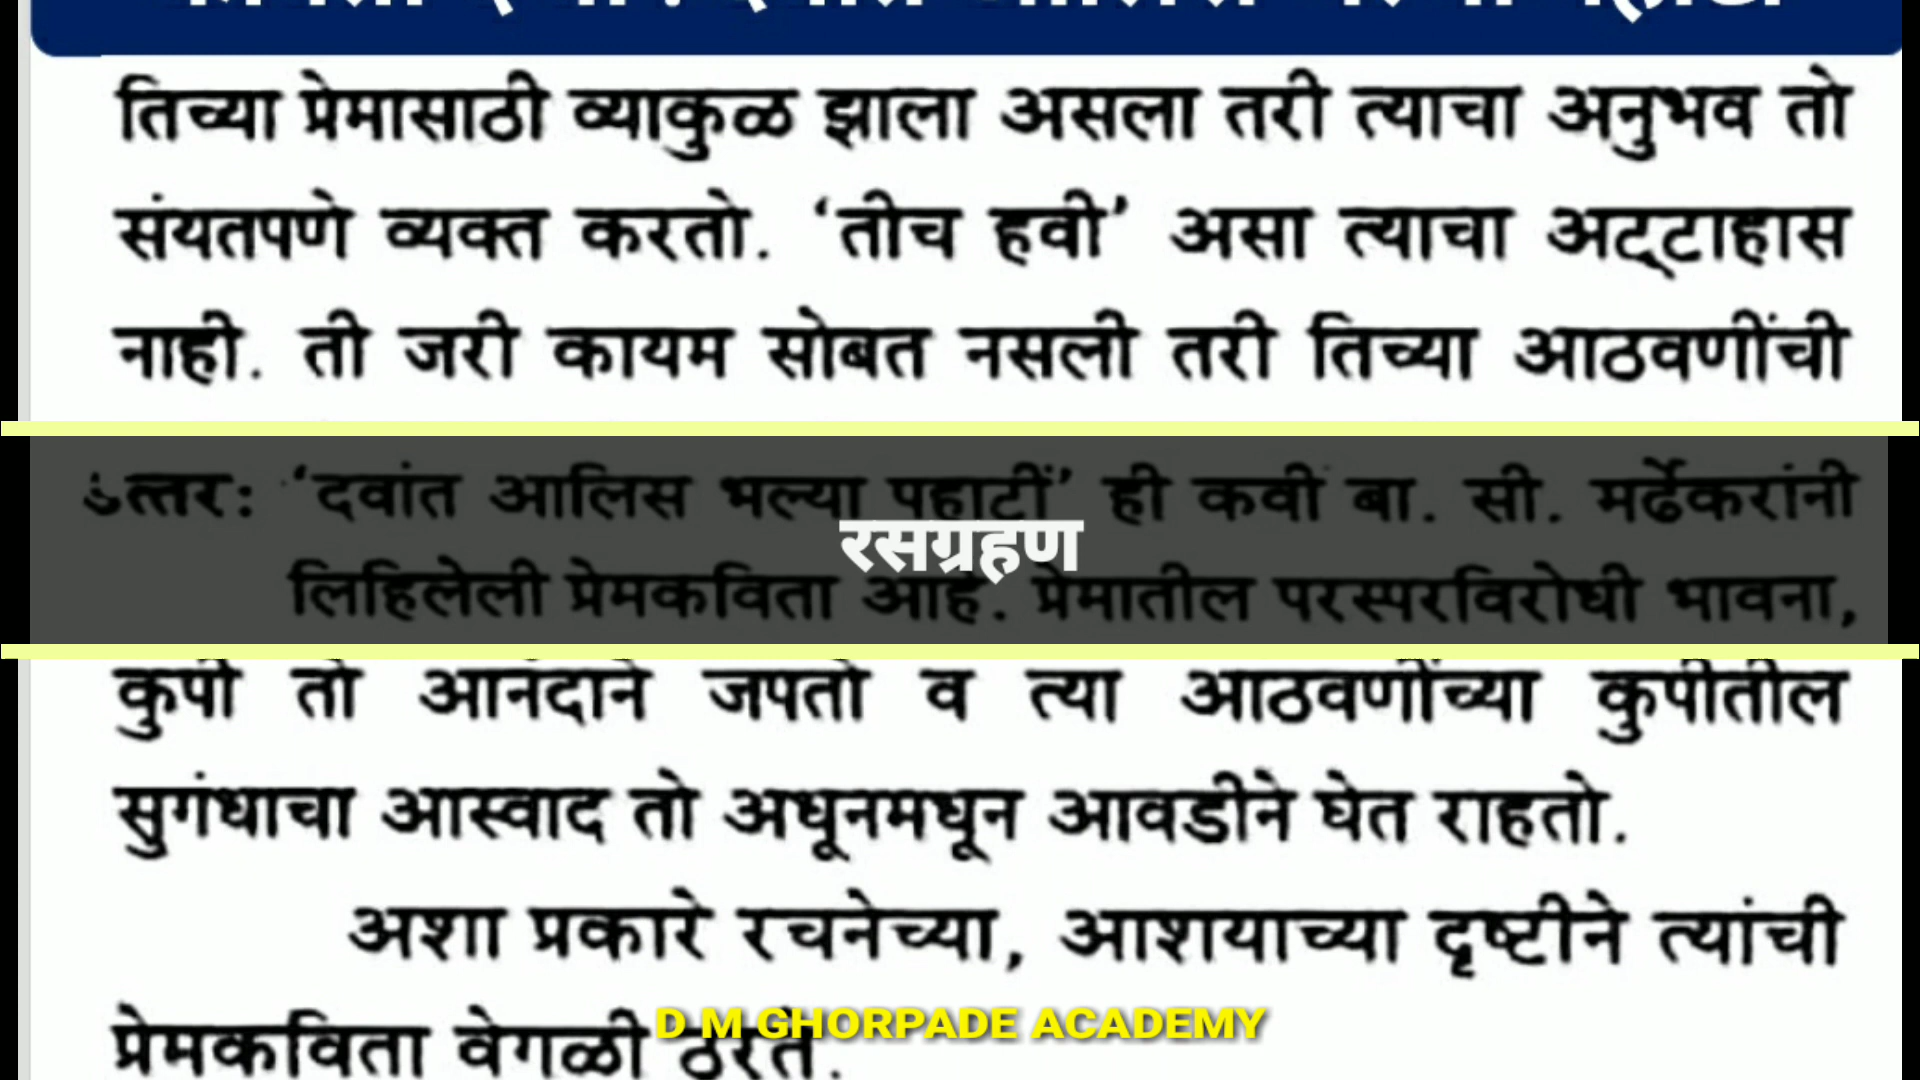 तिच्या प्रेमासाठी व्याकुळ झाला असला तरी त्याचा अनुभव तो
संयतपणे व्यक्त करतो. ‘तीच हवी’ असा त्याचा अट्टाहास
नाही. ती जरी कायम सोबत नसली तरी तिच्या आठवणींची
उत्तर: ‘दवांत आलिस भल्या पहाटीं’ ही कवी बा. सी. मर्ढेकरांनी
रसग्रहण
लिहिलेली प्रेमकविता आहे. प्रेमातील परस्परविरोधी भावना,
कुपी तो आनंदाने जपतो व त्या आठवणींच्या कुपीतील
सुगंधाचा आस्वाद तो अधूनमधून आवडीने घेत राहतो.
अशा प्रकारे रचनेच्या, आशयाच्या दृष्टीने त्यांची
प्रेमकविता वेगळी ठरते.
D M GHORPADE ACADEMY